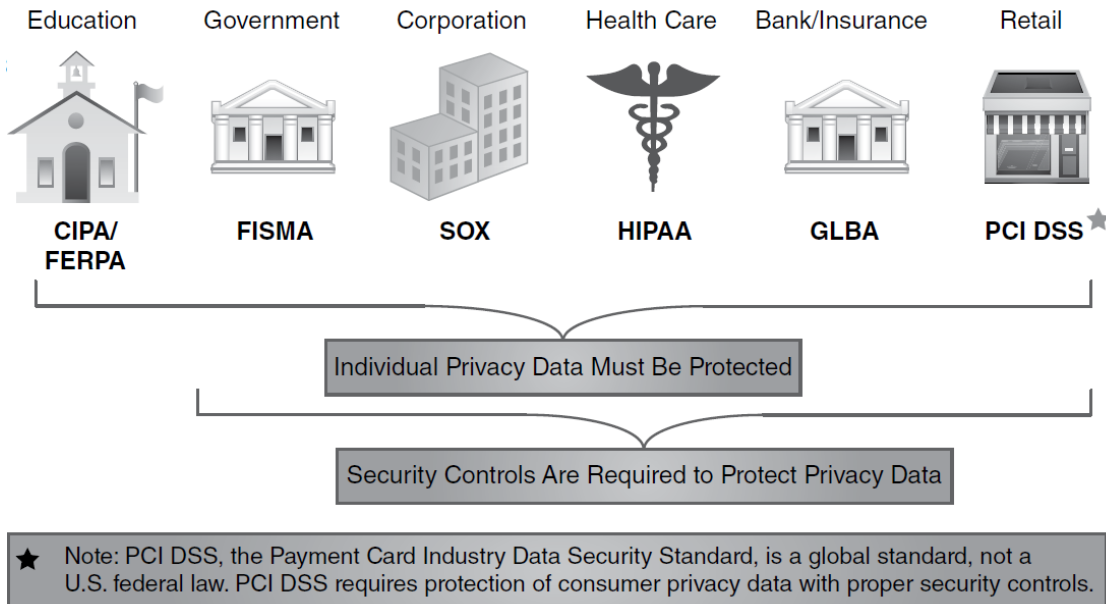 Education
Government
Corporation
Health Care
Bank/Insurance
Retail
CIPA/
FERPA
FISMA
SOX
HIPAA
GLBA
PCI DSS
Individual Privacy Data Must Be Protected
Security Controls Are Required to Protect Privacy Data
Note: PCI DSS, the Payment Card Industry Data Security Standard, is a global standard, not a
U.S. federal law. PCI DSS requires protection of consumer privacy data with proper security controls.